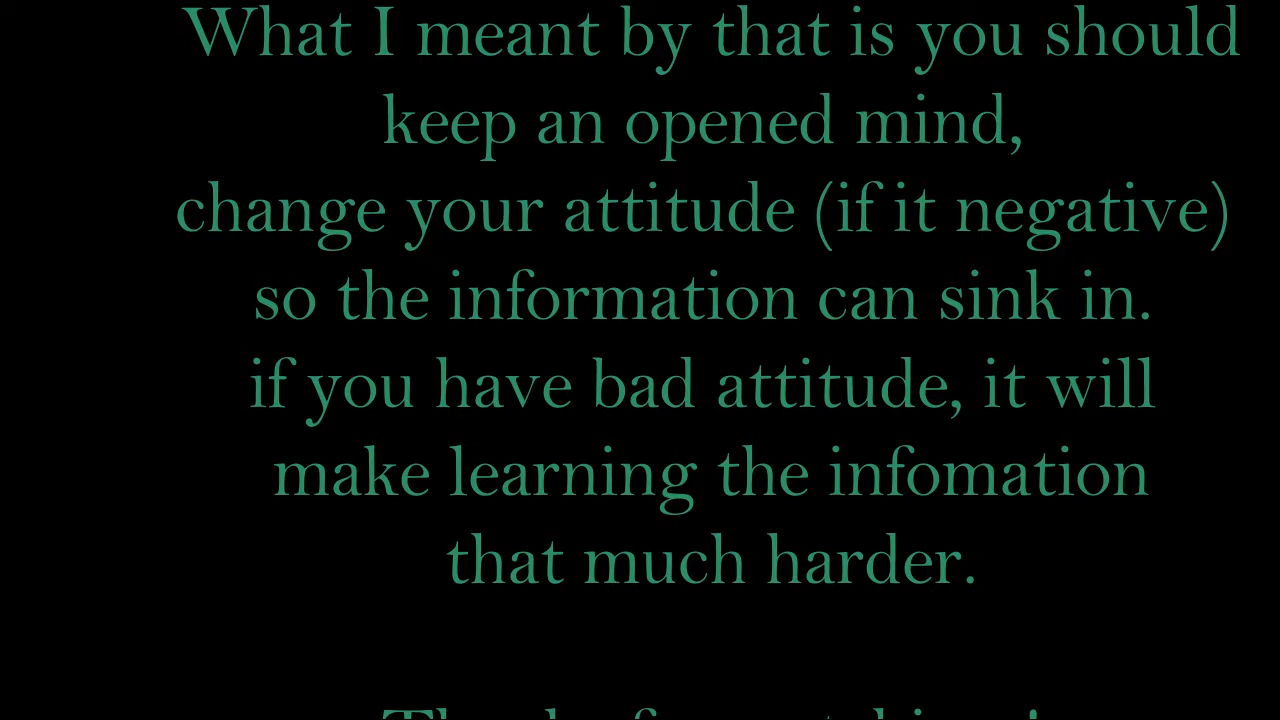 What I meant by that is you should
keep an opened mind,
change your attitude (if it negative)
so the information can sink in.
if you have bad attitude, it will
make learning the infomation
that much harder.